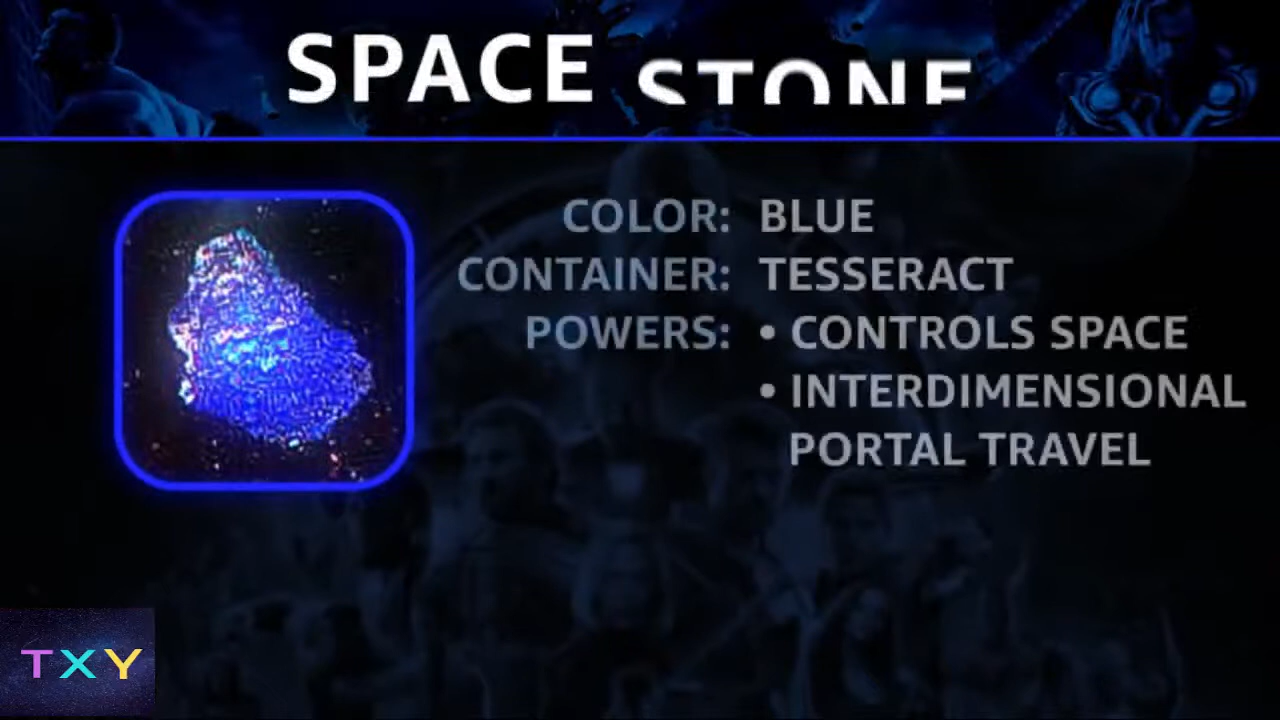 SPACE STONE
COLOR: BLUE
CONTAINER: TESSERACT
POWERS: • CONTROLS SPACE
• INTERDIMENSIONAL
PORTAL TRAVEL
TXY